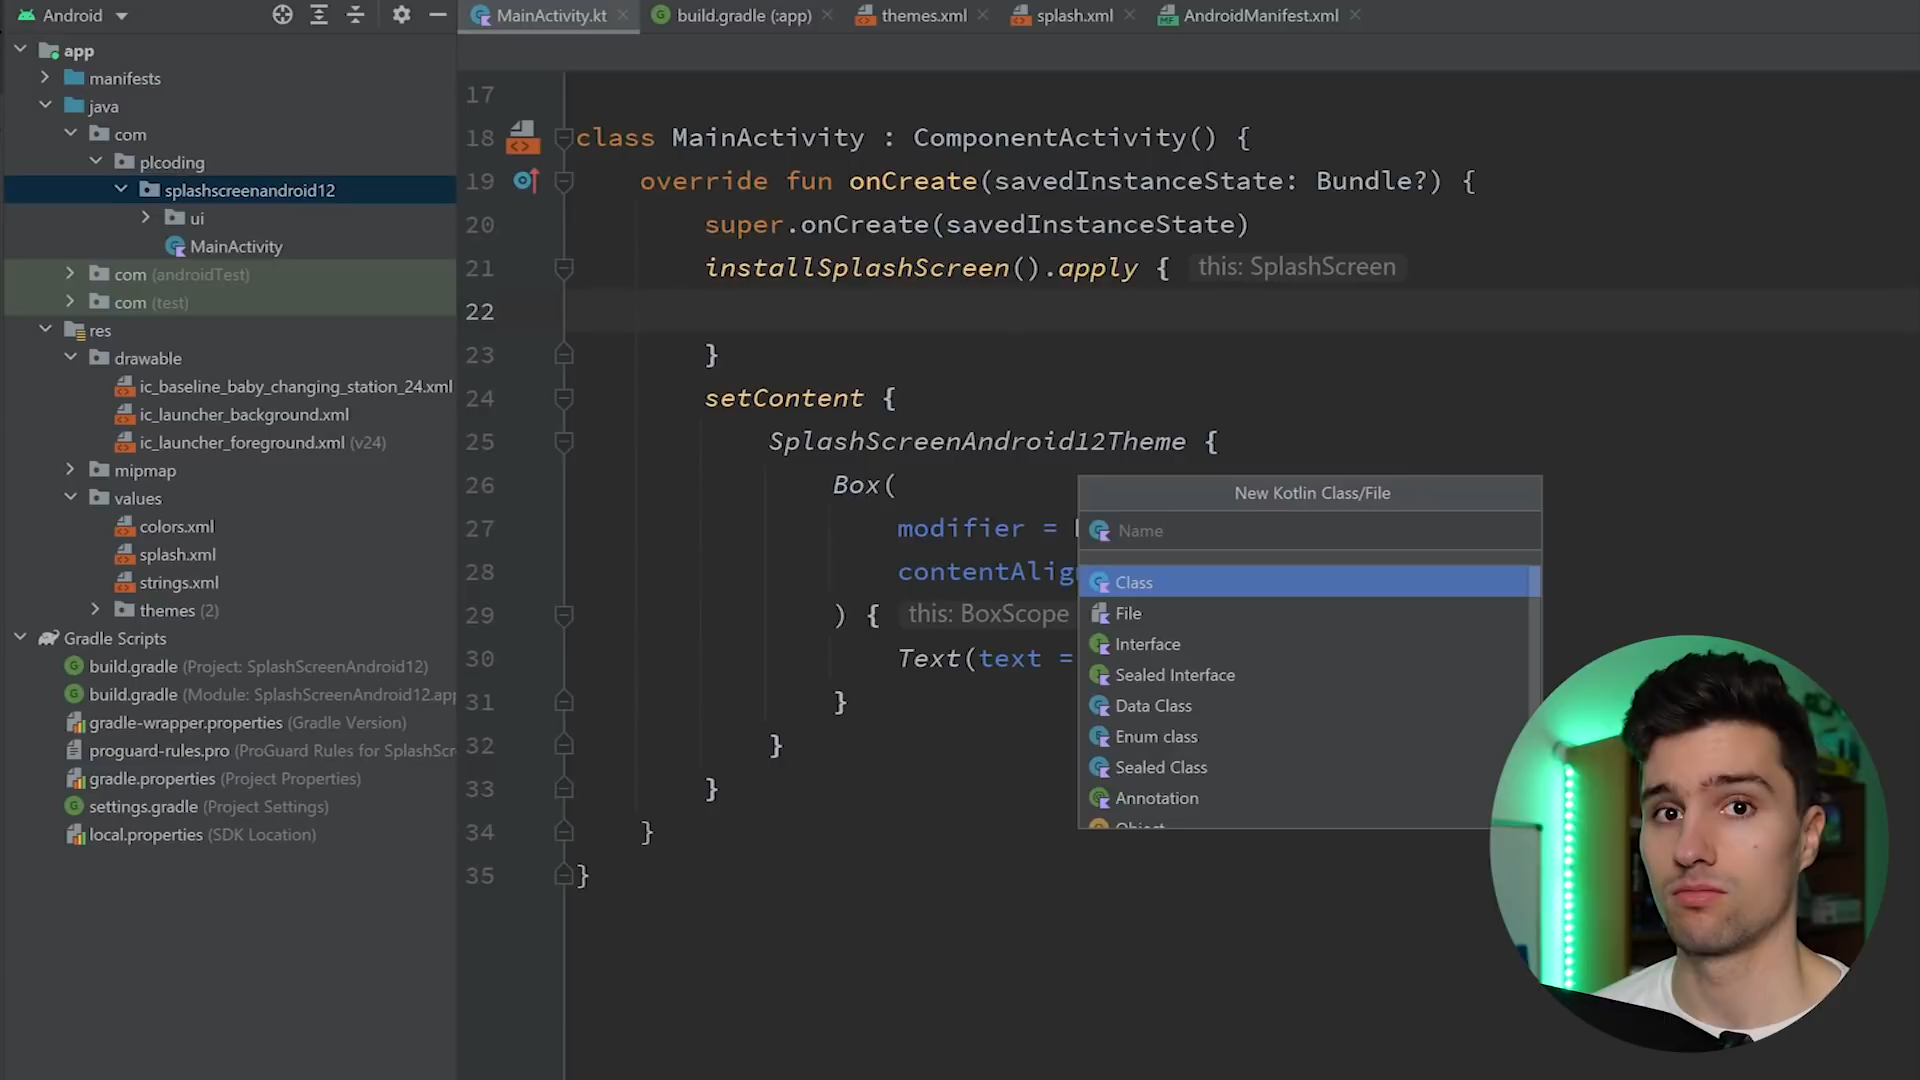 Android
MainActivity.kt
build.gradle (:app)
themes.xml
splash.xml
AndroidManifest.xml
app
manifests
java
com
plcoding
splashscreenandroid12
ui
MainActivity
com (androidTest)
com (test)
res
drawable
ic_baseline_baby_changing_station_24.xml
ic_launcher_background.xml
ic_launcher_foreground.xml (v24)
mipmap
values
colors.xml
splash.xml
strings.xml
themes (2)
Gradle Scripts
build.gradle (Project: SplashScreenAndroid12)
build.gradle (Module: SplashScreenAndroid12.app
gradle-wrapper.properties (Gradle Version)
proguard-rules.pro (ProGuard Rules for SplashScr
gradle.properties (Project Properties)
settings.gradle (Project Settings)
local.properties (SDK Location)
17
18 class MainActivity : ComponentActivity() {
19 override fun onCreate(savedInstanceState: Bundle?) {
20 super.onCreate(savedInstanceState)
21 installSplashScreen().apply { this: SplashScreen
22
23 }
24 setContent {
25 SplashScreenAndroid12Theme {
26 Box(
27 modifier =
28 contentAlig
29 ) { this: BoxScope
30 Text(text =
31 }
32 }
33 }
34 }
35 }
New Kotlin Class/File
Name
Class
File
Interface
Sealed Interface
Data Class
Enum class
Sealed Class
Annotation
Object